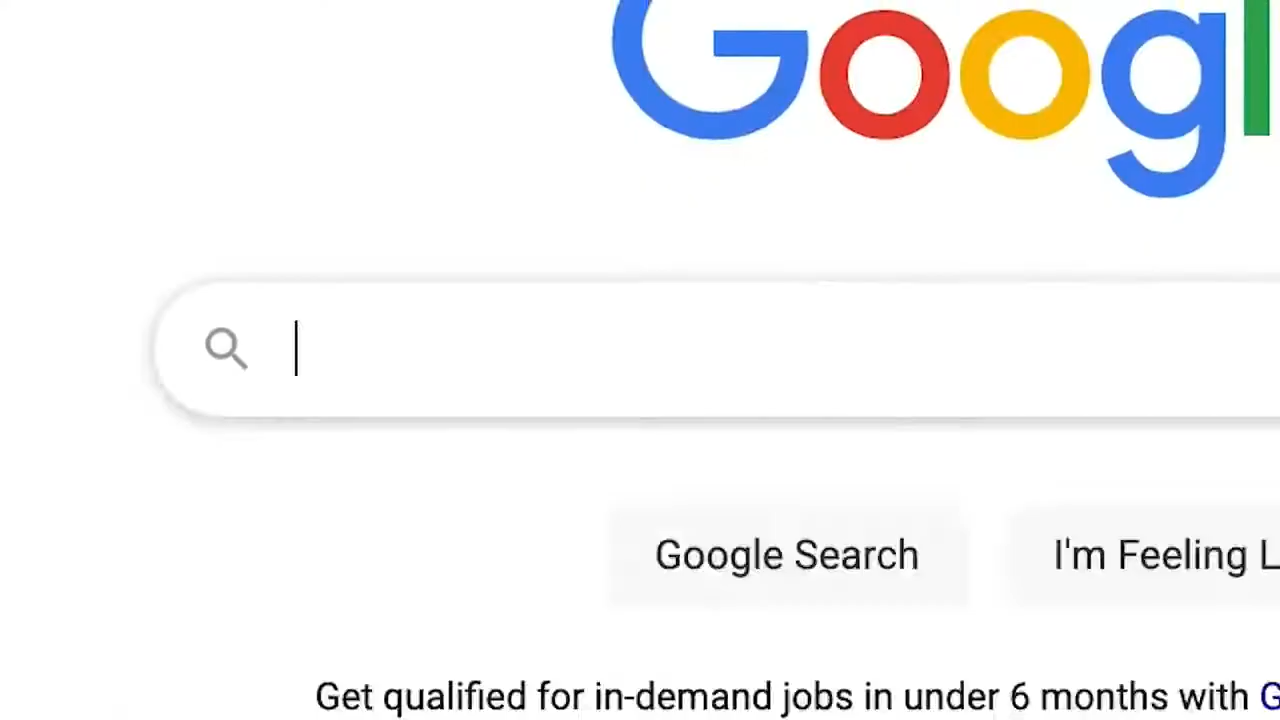 Googl
Google Search
I'm Feeling L
Get qualified for in-demand jobs in under 6 months with G